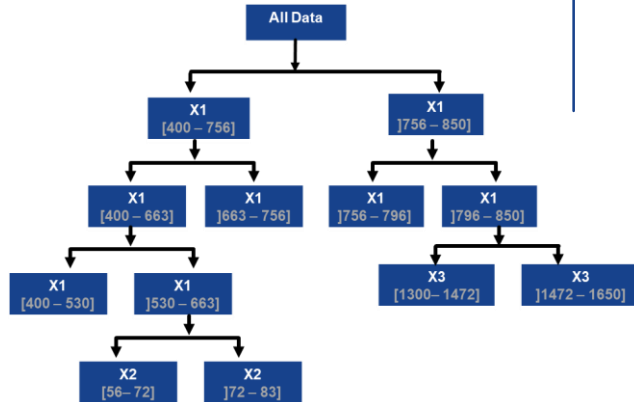 All Data
X1
[400 – 756]
X1
]756 – 850]
X1
[400 – 663]
X1
]663 – 756]
X1
]756 – 796]
X1
]796 – 850]
X1
[400 – 530]
X1
]530 – 663]
X3
[1300– 1472]
X3
]1472 – 1650]
X2
[56– 72]
X2
]72 – 83]